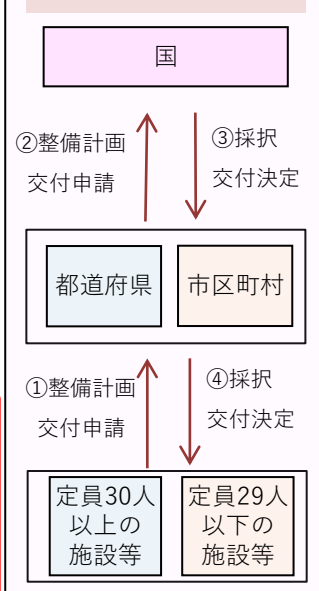 国
②整備計画
交付申請
③採択
交付決定
都道府県
市区町村
①整備計画
交付申請
④採択
交付決定
定員30人
以上の
施設等
定員29人
以下の
施設等